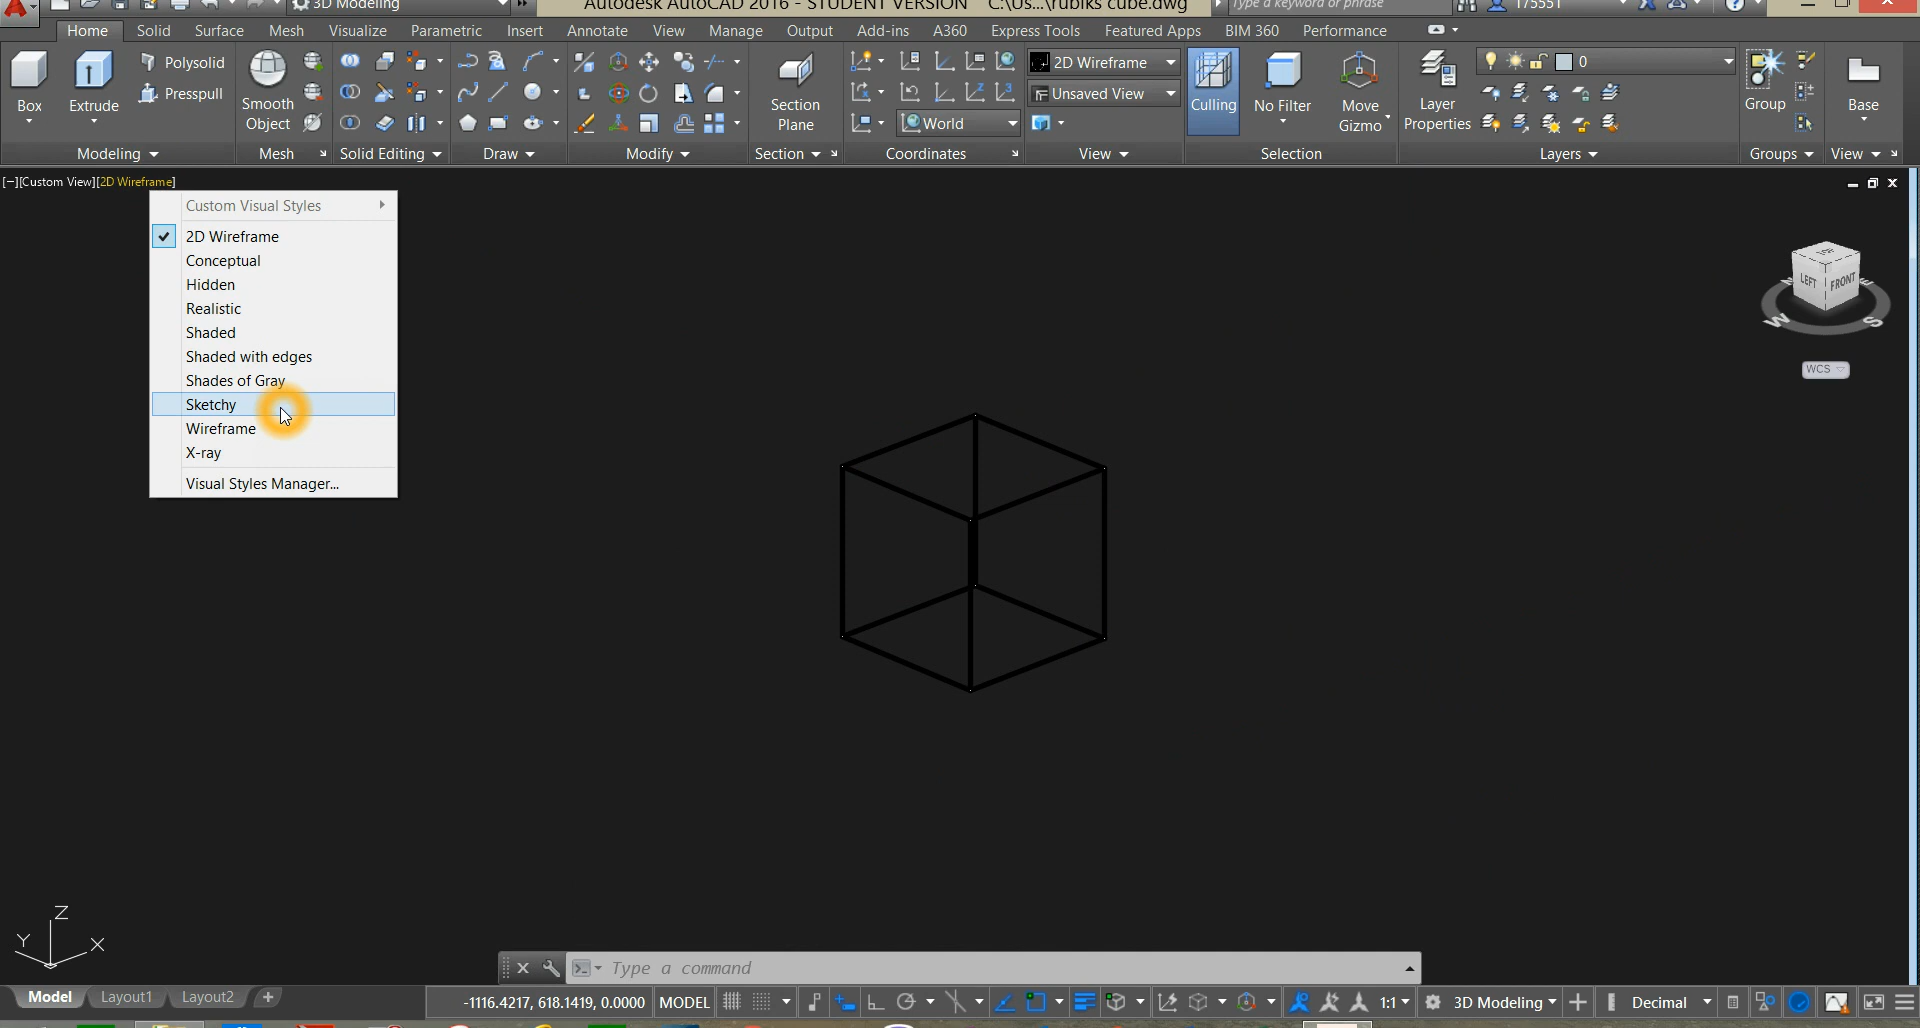 3D Modeling
Autodesk AutoCAD 2016 - STUDENT VERSION C:\Us...\rubiks cube.dwg
Type a keyword or phrase
175551
Home Solid Surface Mesh Visualize Parametric Insert Annotate View Manage Output Add-ins A360 Express Tools Featured Apps BIM 360 Performance
Box
Extrude
Polysolid
Presspull
Smooth
Object
Section
Plane
World
2D Wireframe
Unsaved View
Culling
No Filter
Move
Gizmo
Layer
Properties
0
Group
Base
Modeling Mesh Solid Editing Draw Modify Section Coordinates View Selection Layers Groups View
[−][Custom View][2D Wireframe]
Custom Visual Styles
2D Wireframe
Conceptual
Hidden
Realistic
Shaded
Shaded with edges
Shades of Gray
Sketchy
Wireframe
X-ray
Visual Styles Manager...
TOP
LEFT
FRONT
W
S
WCS
Z
Y
X
Type a command
Model Layout1 Layout2 +
-1116.4217, 618.1419, 0.0000 MODEL
1:1
3D Modeling
Decimal